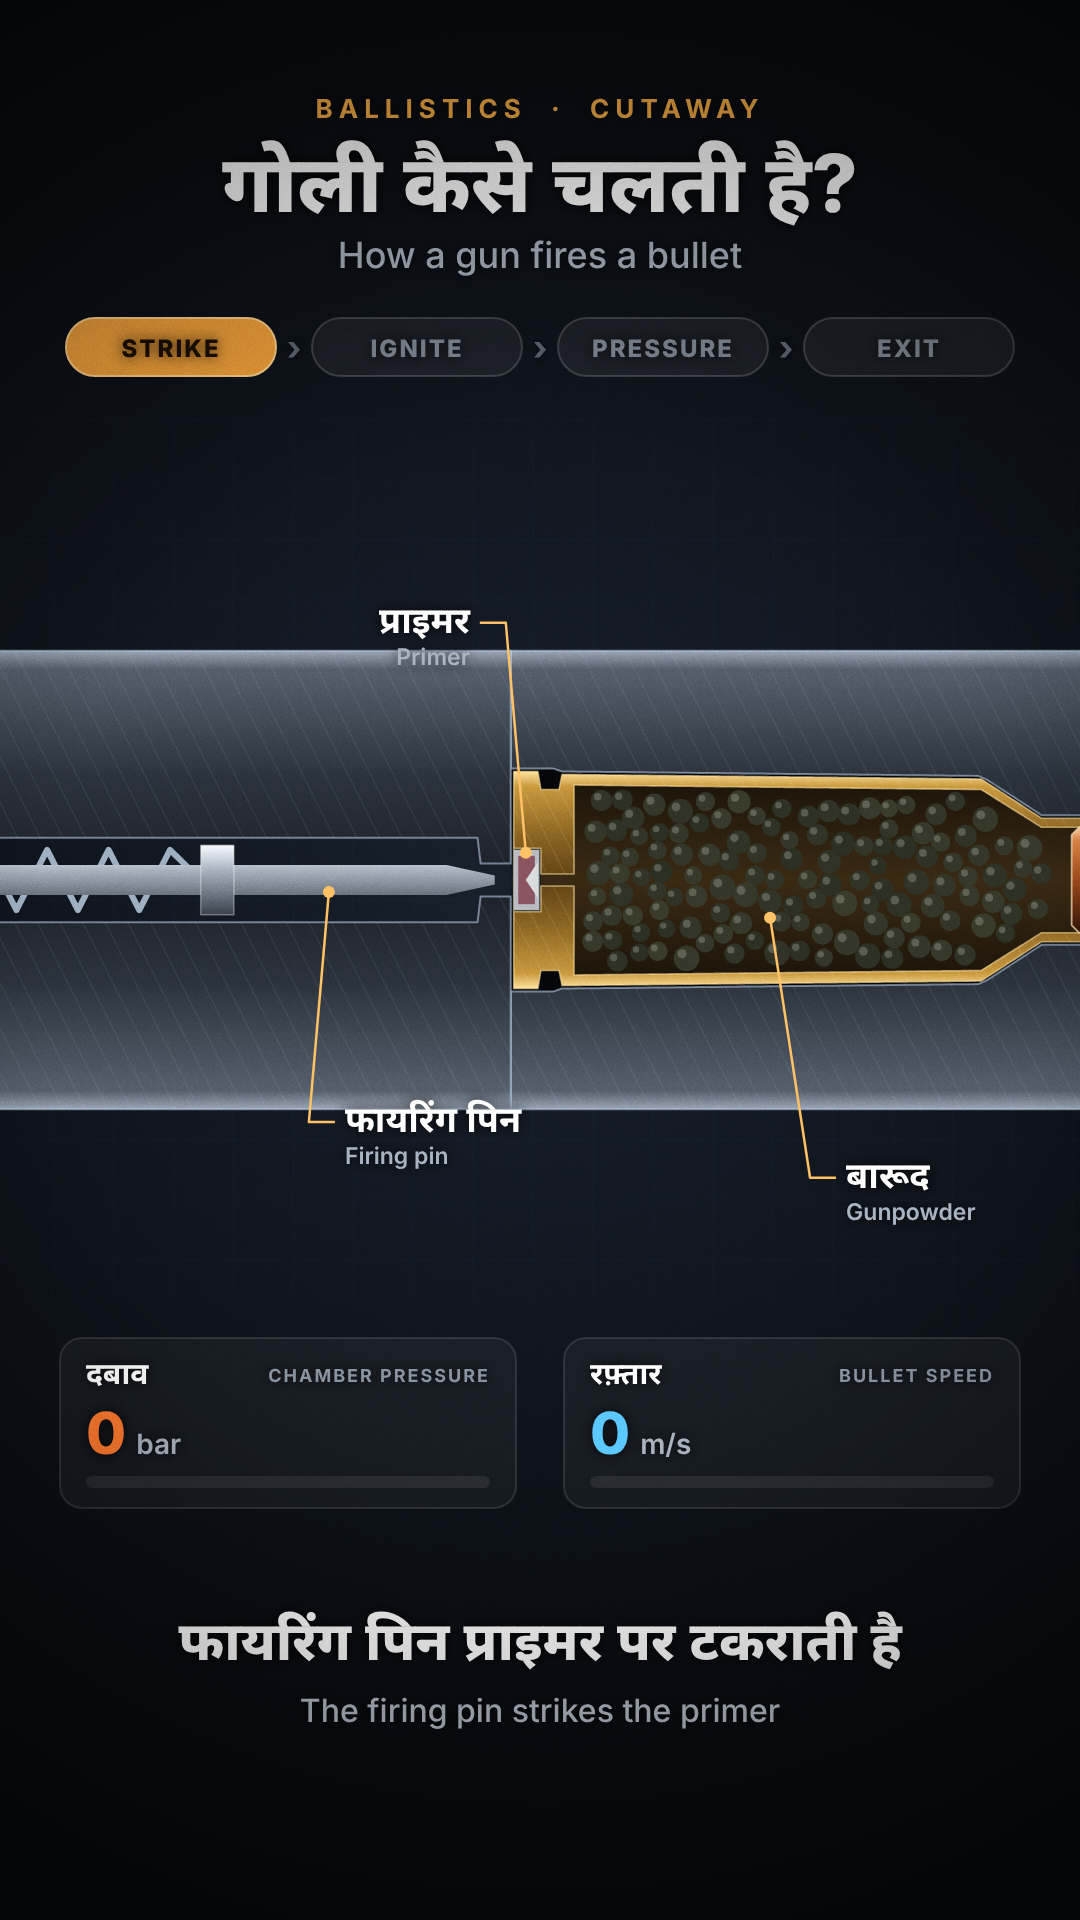 BALLISTICS · CUTAWAY
गोली कैसे चलती है?
How a gun fires a bullet
STRIKE › IGNITE › PRESSURE › EXIT
प्राइमर
Primer
फायरिंग पिन
Firing pin
बारूद
Gunpowder
दबाव CHAMBER PRESSURE
0 bar
रफ़्तार BULLET SPEED
0 m/s
फायरिंग पिन प्राइमर पर टकराती है
The firing pin strikes the primer